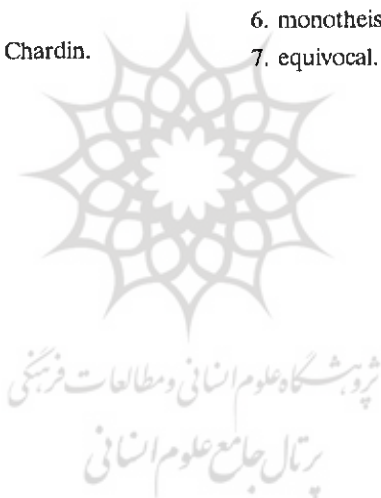 6. monotheis
Chardin.
7. equivocal.
پژوهشگاه علوم انسانی و مطالعات فرهنگی
پرتال جامع علوم انسانی